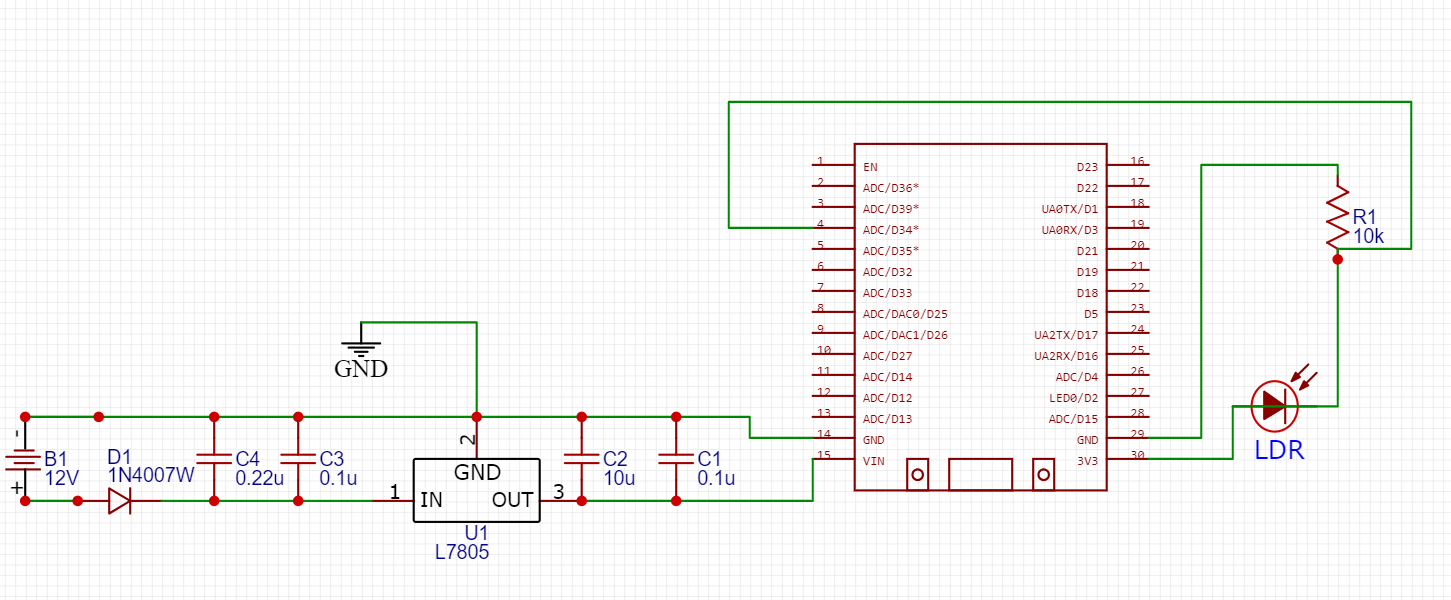 1 EN D23 16
2 ADC/D36* D22 17
3 ADC/D39* UA0TX/D1 18
4 ADC/D34* UA0RX/D3 19
5 ADC/D35* D21 20
6 ADC/D32 D19 21
7 ADC/D33 D18 22
8 ADC/DAC0/D25 D5 23
9 ADC/DAC1/D26 UA2TX/D17 24
10 ADC/D27 UA2RX/D16 25
11 ADC/D14 ADC/D4 26
12 ADC/D12 LED0/D2 27
13 ADC/D13 ADC/D15 28
14 GND GND 29
15 VIN 3V3 30
R1
10k
LDR
GND
-
+
B1
12V
D1
1N4007W
C4
0.22u
C3
0.1u
2
GND
1 IN OUT 3
U1
L7805
C2
10u
C1
0.1u